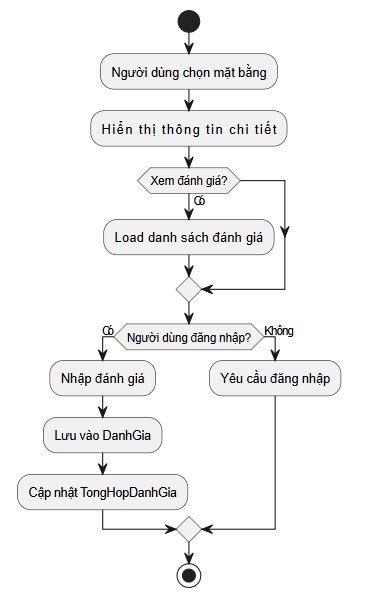 Người dùng chọn mặt bằng
Hiển thị thông tin chi tiết
Xem đánh giá?
Có
Load danh sách đánh giá
Người dùng đăng nhập?
Có
Không
Nhập đánh giá
Yêu cầu đăng nhập
Lưu vào DanhGia
Cập nhật TongHopDanhGia